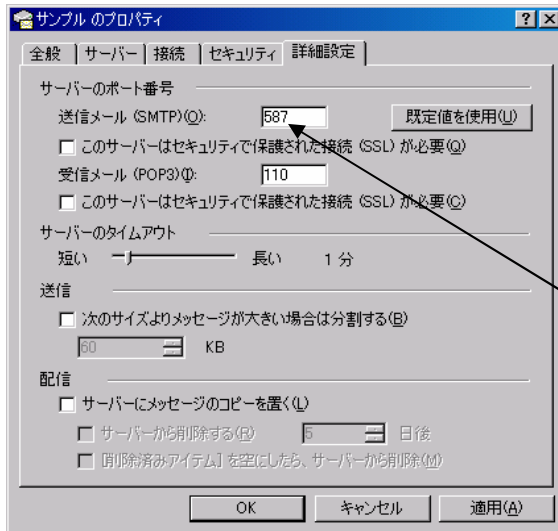 サンプル のプロパティ
全般 サーバー 接続 セキュリティ 詳細設定
サーバーのポート番号
送信メール (SMTP)(O): 587 既定値を使用(U)
このサーバーはセキュリティで保護された接続 (SSL) が必要(Q)
受信メール (POP3)(I): 110
このサーバーはセキュリティで保護された接続 (SSL) が必要(C)
サーバーのタイムアウト
短い 長い 1 分
送信
次のサイズよりメッセージが大きい場合は分割する(B)
60 KB
配信
サーバーにメッセージのコピーを置く(L)
サーバーから削除する(R) 5 日後
[削除済みアイテム] を空にしたら、サーバーから削除(M)
OK キャンセル 適用(A)